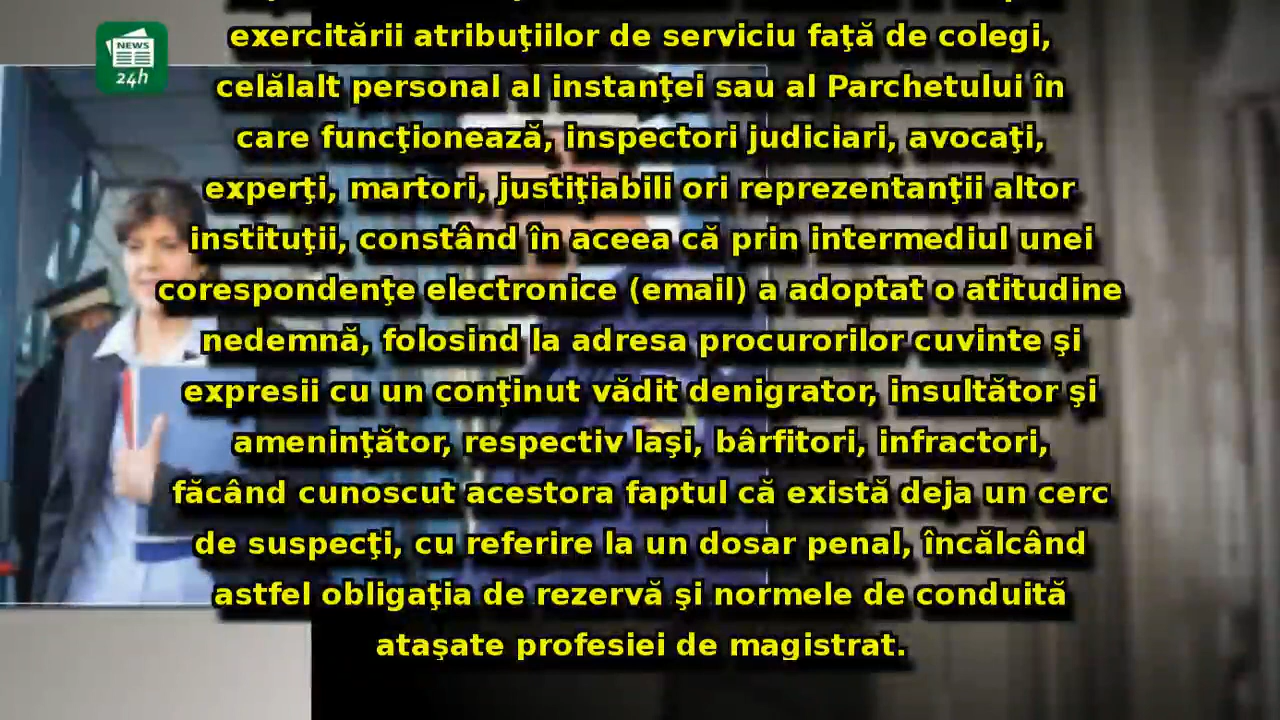 NEWS
24h
exercitării atribuţiilor de serviciu faţă de colegi,
celălalt personal al instanţei sau al Parchetului în
care funcţionează, inspectori judiciari, avocaţi,
experţi, martori, justiţiabili ori reprezentanţii altor
instituţii, constând în aceea că prin intermediul unei
corespondenţe electronice (email) a adoptat o atitudine
nedemnă, folosind la adresa procurorilor cuvinte şi
expresii cu un conţinut vădit denigrator, insultător şi
ameninţător, respectiv laşi, bârfitori, infractori,
făcând cunoscut acestora faptul că există deja un cerc
de suspecţi, cu referire la un dosar penal, încălcând
astfel obligaţia de rezervă şi normele de conduită
ataşate profesiei de magistrat.